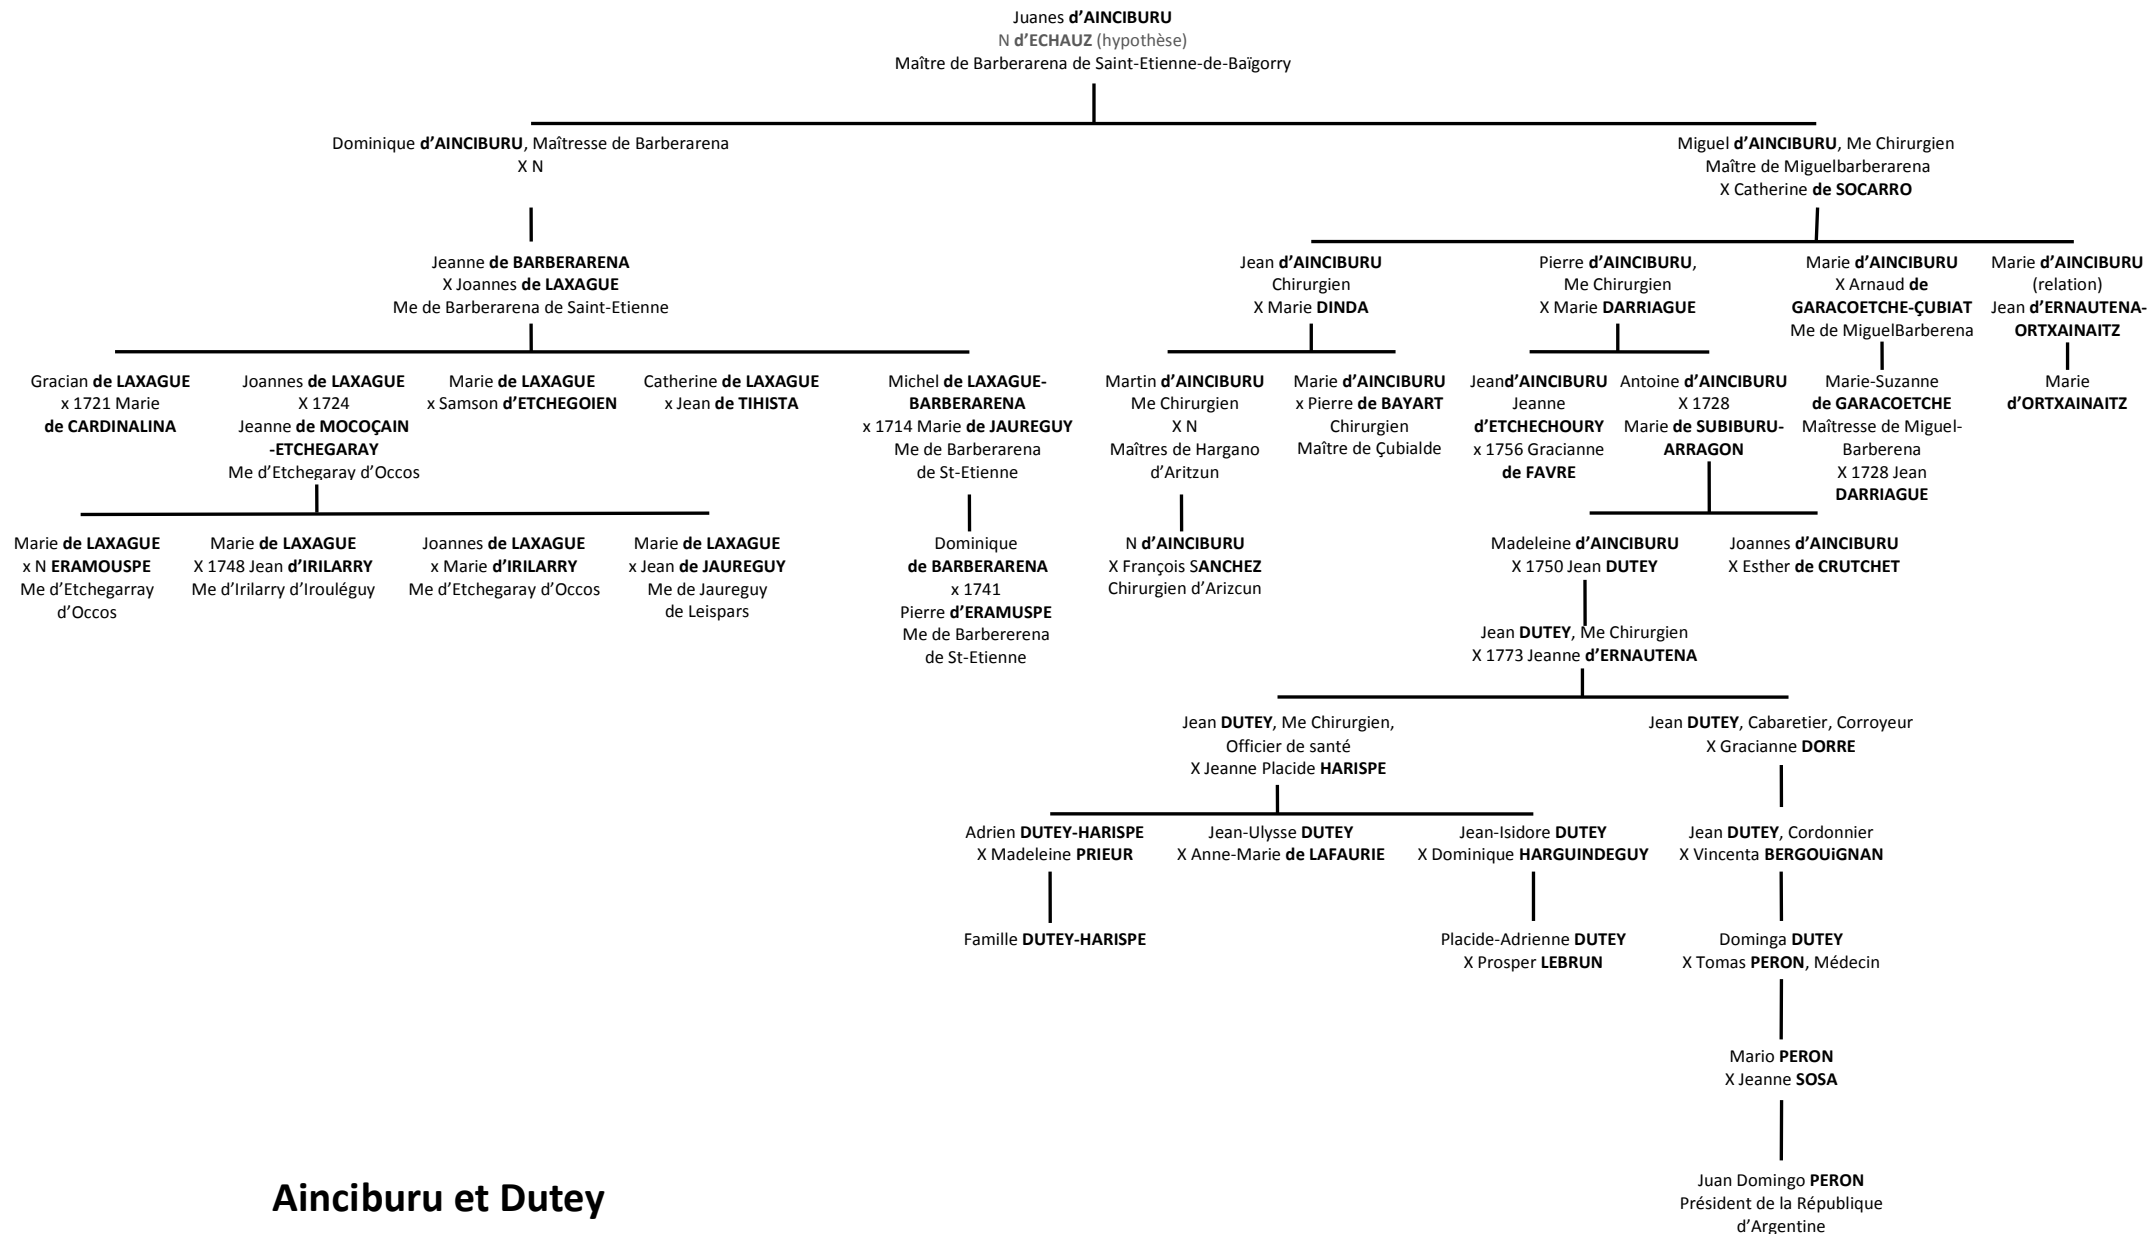 Juanes d'AINCIBURU
N d'ECHAUZ (hypothèse)
Maître de Barberarena de Saint-Etienne-de-Baïgorry
Dominique d'AINCIBURU, Maîtresse de Barberarena
X N
Miguel d'AINCIBURU, Me Chirurgien
Maître de Miguelbarberarena
X Catherine de SOCARRO
Jeanne de BARBERARENA
X Joannes de LAXAGUE
Me de Barberarena de Saint-Etienne
Jean d'AINCIBURU
Chirurgien
X Marie DINDA
Pierre d'AINCIBURU,
Me Chirurgien
X Marie DARRIAGUE
Marie d'AINCIBURU
X Arnaud de
GARACOETCHE-ÇUBIAT
Me de MiguelBarberena
Marie d'AINCIBURU
(relation)
Jean d'ERNAUTENA-
ORTXAINAITZ
Gracian de LAXAGUE
x 1721 Marie
de CARDINALINA
Joannes de LAXAGUE
X 1724
Jeanne de MOCOÇAIN
-ETCHEGARAY
Me d'Etchegaray d'Occos
Marie de LAXAGUE
x Samson d'ETCHEGOIEN
Catherine de LAXAGUE
x Jean de TIHISTA
Michel de LAXAGUE-
BARBERARENA
x 1714 Marie de JAUREGUY
Me de Barberarena
de St-Etienne
Martin d'AINCIBURU
Me Chirurgien
X N
Maîtres de Hargano
d'Aritzun
Marie d'AINCIBURU
x Pierre de BAYART
Chirurgien
Maître de Çubialde
Jeand'AINCIBURU
Jeanne
d'ETCHECHOURY
x 1756 Gracianne
de FAVRE
Antoine d'AINCIBURU
X 1728
Marie de SUBIBURU-
ARRAGON
Marie-Suzanne
de GARACOETCHE
Maîtresse de Miguel-
Barberena
X 1728 Jean
DARRIAGUE
Marie
d'ORTXAINAITZ
Marie de LAXAGUE
x N ERAMOUSPE
Me d'Etchegarray
d'Occos
Marie de LAXAGUE
X 1748 Jean d'IRILARRY
Me d'Irilarry d'Irouléguy
Joannes de LAXAGUE
x Marie d'IRILARRY
Me d'Etchegaray d'Occos
Marie de LAXAGUE
x Jean de JAUREGUY
Me de Jaureguy
de Leispars
Dominique
de BARBERARENA
x 1741
Pierre d'ERAMUSPE
Me de Barbererena
de St-Etienne
N d'AINCIBURU
X François SANCHEZ
Chirurgien d'Arizcun
Madeleine d'AINCIBURU
X 1750 Jean DUTEY
Joannes d'AINCIBURU
X Esther de CRUTCHET
Jean DUTEY, Me Chirurgien
X 1773 Jeanne d'ERNAUTENA
Jean DUTEY, Me Chirurgien,
Officier de santé
X Jeanne Placide HARISPE
Jean DUTEY, Cabaretier, Corroyeur
X Gracianne DORRE
Adrien DUTEY-HARISPE
X Madeleine PRIEUR
Jean-Ulysse DUTEY
X Anne-Marie de LAFAURIE
Jean-Isidore DUTEY
X Dominique HARGUINDEGUY
Jean DUTEY, Cordonnier
X Vincenta BERGOUiGNAN
Famille DUTEY-HARISPE
Placide-Adrienne DUTEY
X Prosper LEBRUN
Dominga DUTEY
X Tomas PERON, Médecin
Mario PERON
X Jeanne SOSA
Juan Domingo PERON
Président de la République
d'Argentine
Ainciburu et Dutey